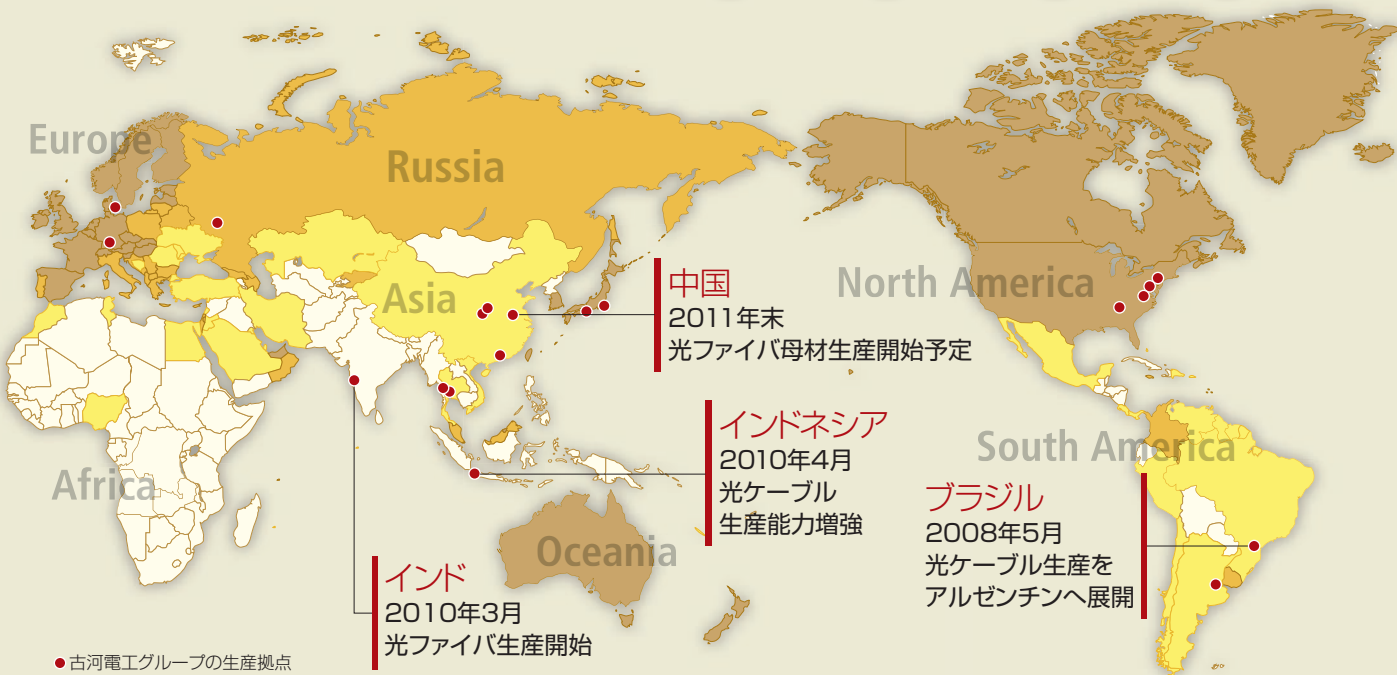 Europe
Russia
Asia
North America
Africa
South America
Oceania
中国
2011年末
光ファイバ母材生産開始予定
インドネシア
2010年4月
光ケーブル
生産能力増強
ブラジル
2008年5月
光ケーブル生産を
アルゼンチンへ展開
インド
2010年3月
光ファイバ生産開始
古河電工グループの生産拠点